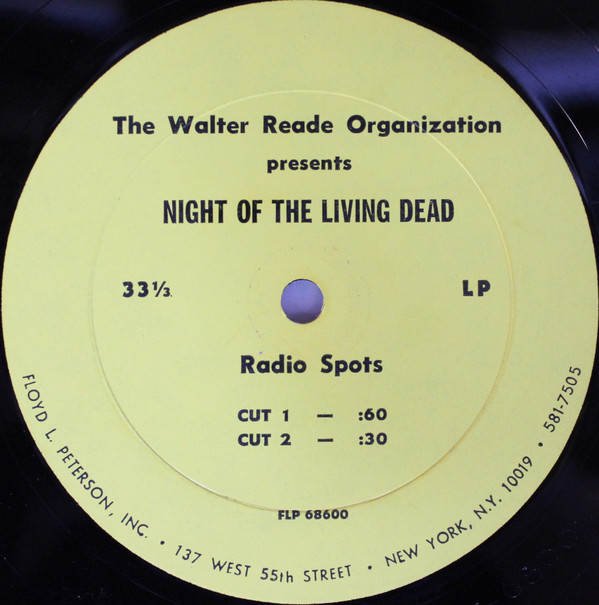 The Walter Reade Organization
presents
NIGHT OF THE LIVING DEAD
33⅓ LP
Radio Spots
CUT 1 — :60
CUT 2 — :30
FLP 68600
FLOYD L. PETERSON, INC. • 137 WEST 55th STREET • NEW YORK, N.Y. 10019 • 581-7505